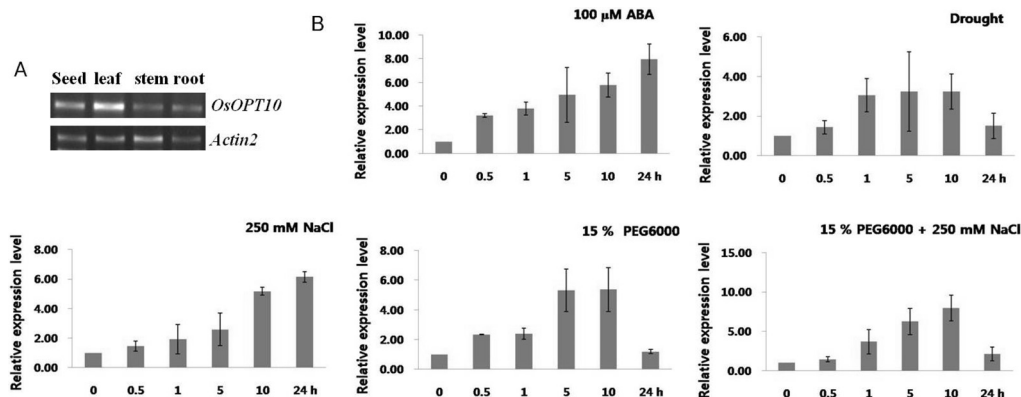 A
Seed leaf stem root
OsOPT10
Actin2
B
100 μM ABA
Relative expression level
10.00
8.00
6.00
4.00
2.00
0.00
0 0.5 1 5 10 24 h
Drought
Relative expression level
6.00
4.00
2.00
0.00
0 0.5 1 5 10 24 h
250 mM NaCl
Relative expression level
8.00
6.00
4.00
2.00
0.00
0 0.5 1 5 10 24 h
15 % PEG6000
Relative expression level
8.00
6.00
4.00
2.00
0.00
0 0.5 1 5 10 24 h
15 % PEG6000 + 250 mM NaCl
Relative expression level
15.00
10.00
5.00
0.00
0 0.5 1 5 10 24 h